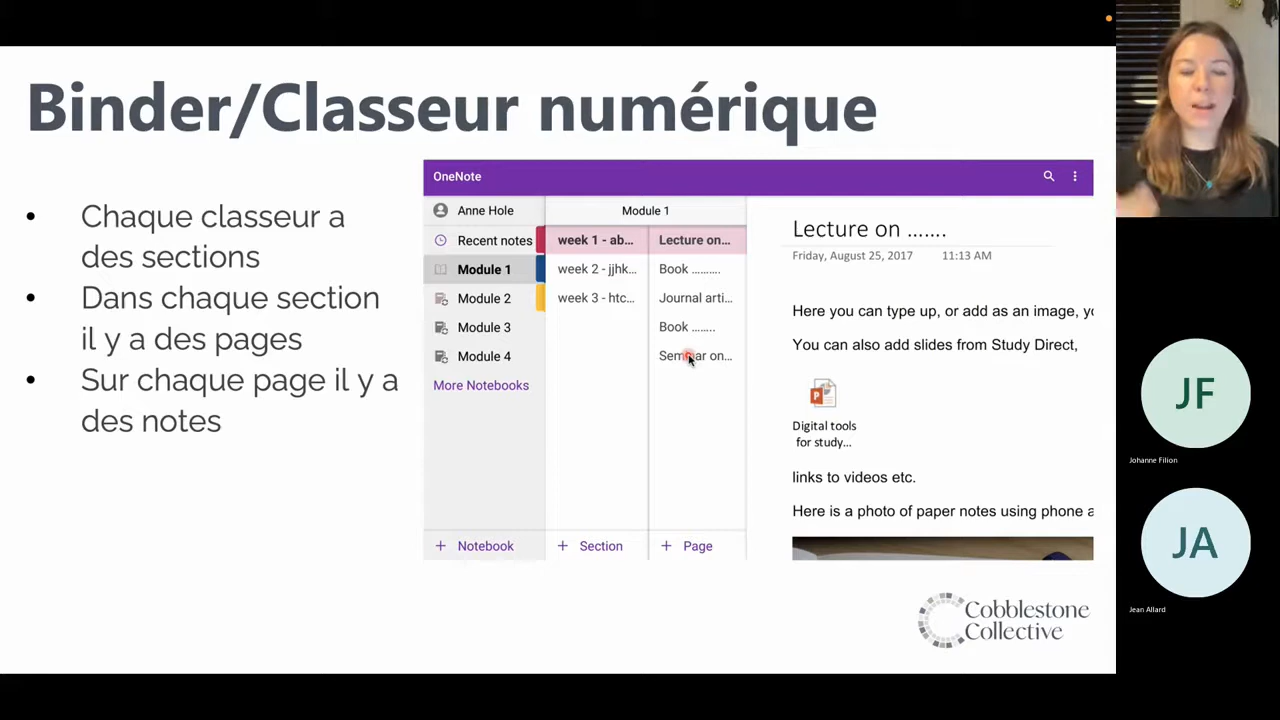 Binder/Classeur numérique
• Chaque classeur a
des sections
• Dans chaque section
il y a des pages
• Sur chaque page il y a
des notes
OneNote
Anne Hole
Recent notes
Module 1
Module 2
Module 3
Module 4
More Notebooks
+ Notebook
Module 1
week 1 - ab...
week 2 - jjhk...
week 3 - htc...
+ Section
Lecture on...
Book .........
Journal arti...
Book .......
Seminar on...
+ Page
Lecture on .......
Friday, August 25, 2017 11:13 AM
Here you can type up, or add as an image, yo
You can also add slides from Study Direct,
Digital tools
for study...
links to videos etc.
Here is a photo of paper notes using phone a
Cobblestone
Collective
JF
Johanne Filion
JA
Jean Allard